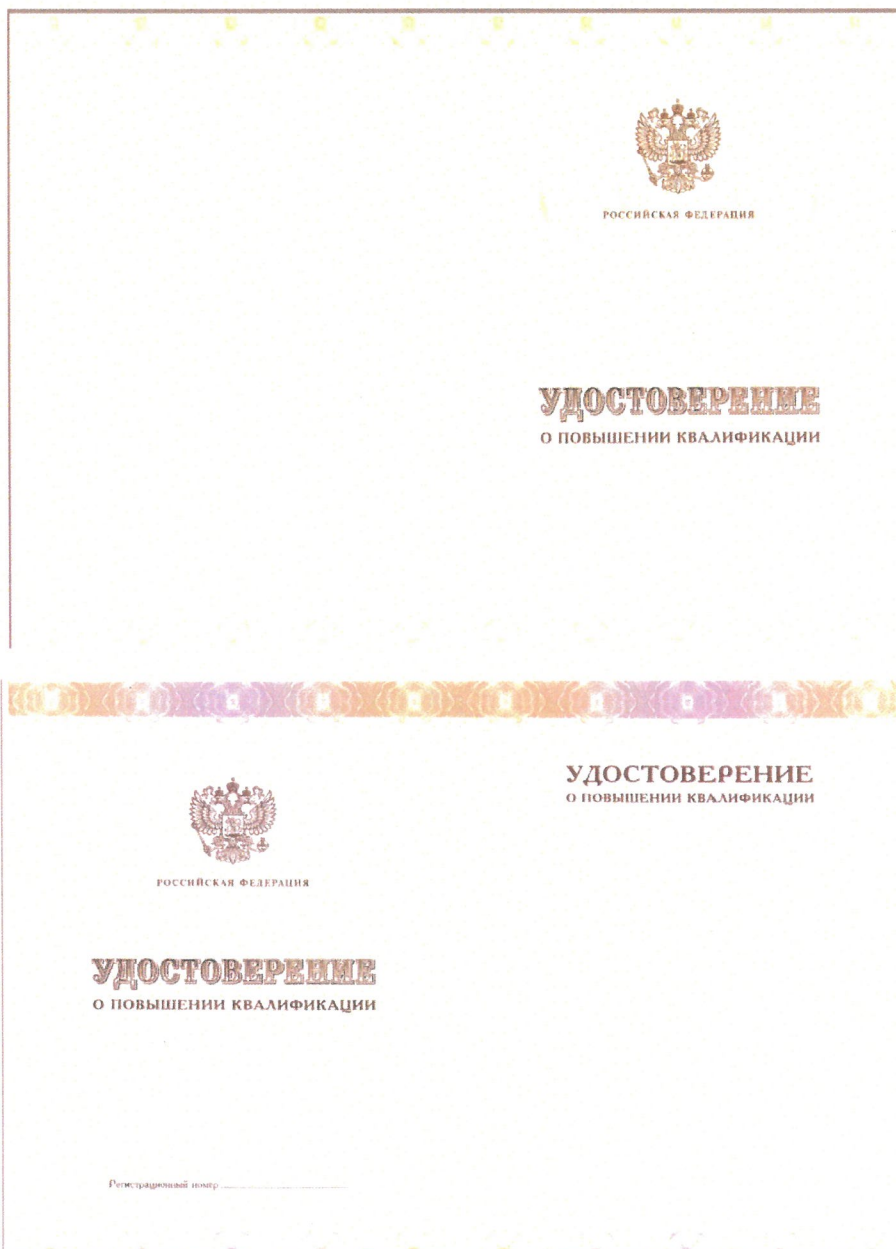 РОССИЙСКАЯ ФЕДЕРАЦИЯ
УДОСТОВЕРЕНИЕ
О ПОВЫШЕНИИ КВАЛИФИКАЦИИ
РОССИЙСКАЯ ФЕДЕРАЦИЯ
УДОСТОВЕРЕНИЕ
О ПОВЫШЕНИИ КВАЛИФИКАЦИИ
Регистрационный номер
УДОСТОВЕРЕНИЕ
О ПОВЫШЕНИИ КВАЛИФИКАЦИИ